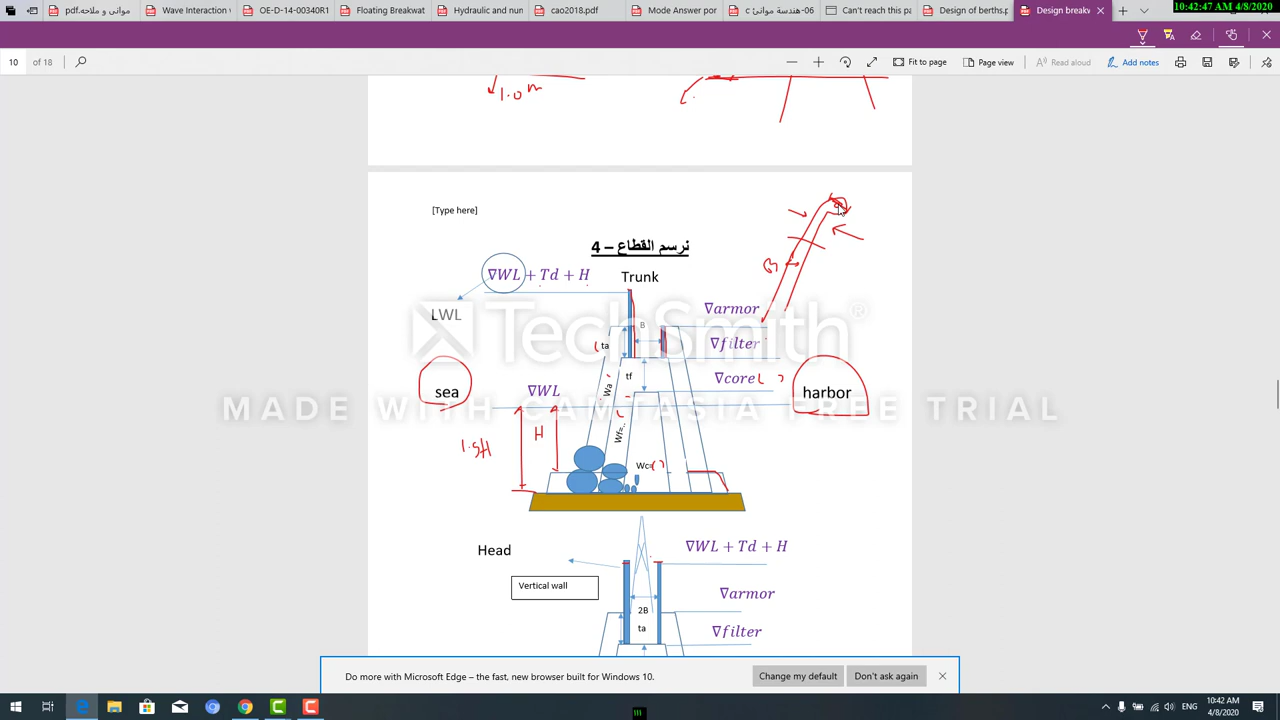 pdf.موانى و ملاحه
Wave Interaction v
OE-D-14-00340R1
Floating Breakwat
Hydraulic and nur
cao2018.pdf
Mode Answer por
06-هندسة موانئ c
Can't reach this pa
Design of berths.p
Design breakw
10:42:47 AM 4/8/2020
10 of 18
Fit to page
Page view
Read aloud
Add notes
1.0 m
[Type here]
نرسم القطاع – 4
∇WL + Td + H
Trunk
B
∇armor
LWL
B
ta
∇filter
tf
∇core
sea
∇WL
Wa
harbor
MADE WITH CAMTASIA FREE TRIAL
TechSmith®
H
1.5H
Wf=..
Wc=
Head
∇WL + Td + H
Vertical wall
∇armor
2B
ta
∇filter
Do more with Microsoft Edge – the fast, new browser built for Windows 10.
Change my default
Don't ask again
ENG
10:42 AM
4/8/2020